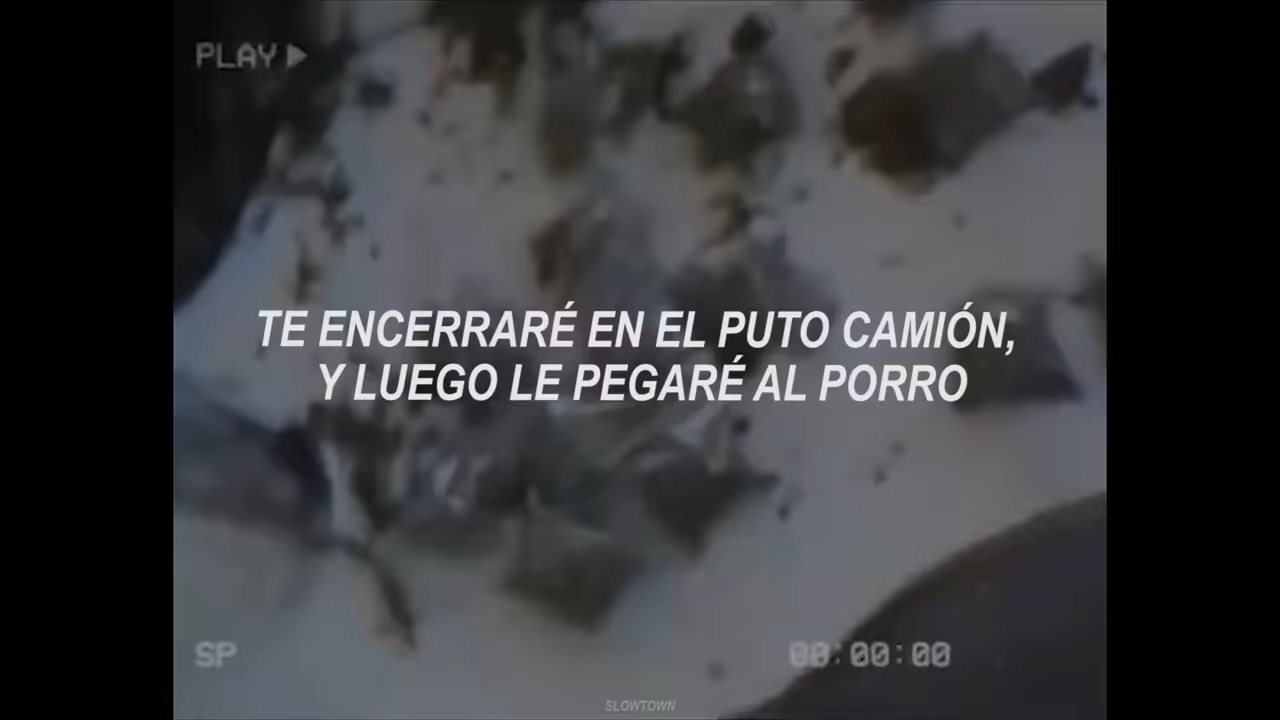 PLAY
TE ENCERRARÉ EN EL PUTO CAMIÓN,
Y LUEGO LE PEGARÉ AL PORRO
SP
00:00:00
SLOWTOWN